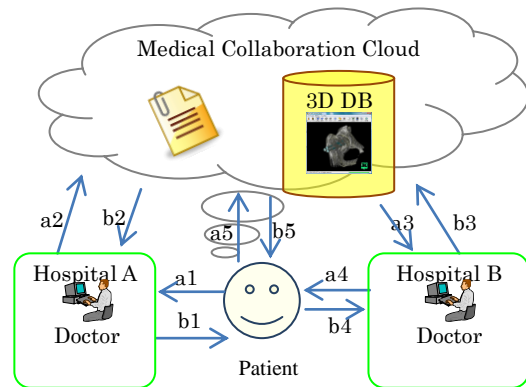 Medical Collaboration Cloud
3D DB
a2
b2
a5
b5
a3
b3
Hospital A
a1
a4
Hospital B
Doctor
b1
b4
Doctor
Patient